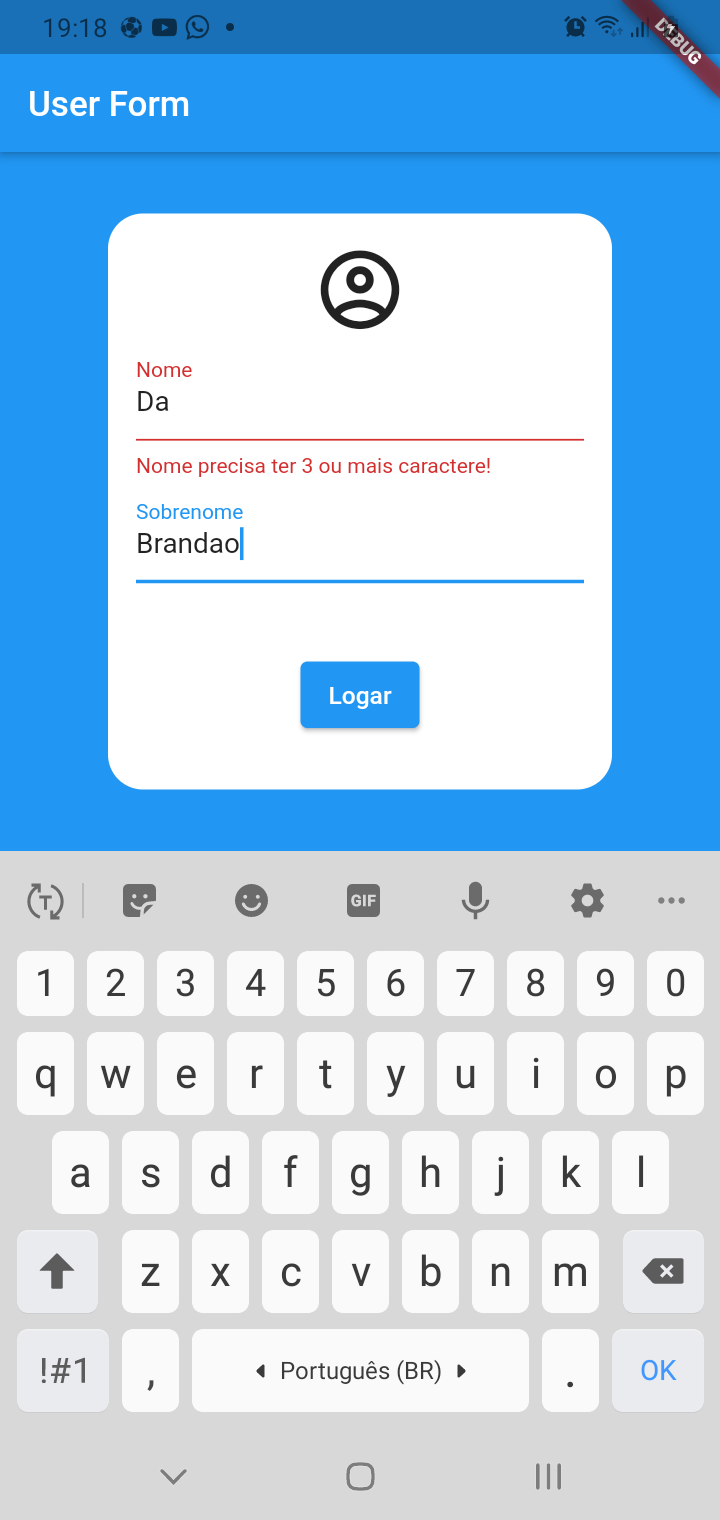 19:18
DEBUG
User Form
Nome
Da
Nome precisa ter 3 ou mais caractere!
Sobrenome
Brandao
Logar
T
GIF
1 2 3 4 5 6 7 8 9 0
q w e r t y u i o p
a s d f g h j k l
z x c v b n m
!#1 , Português (BR) . OK